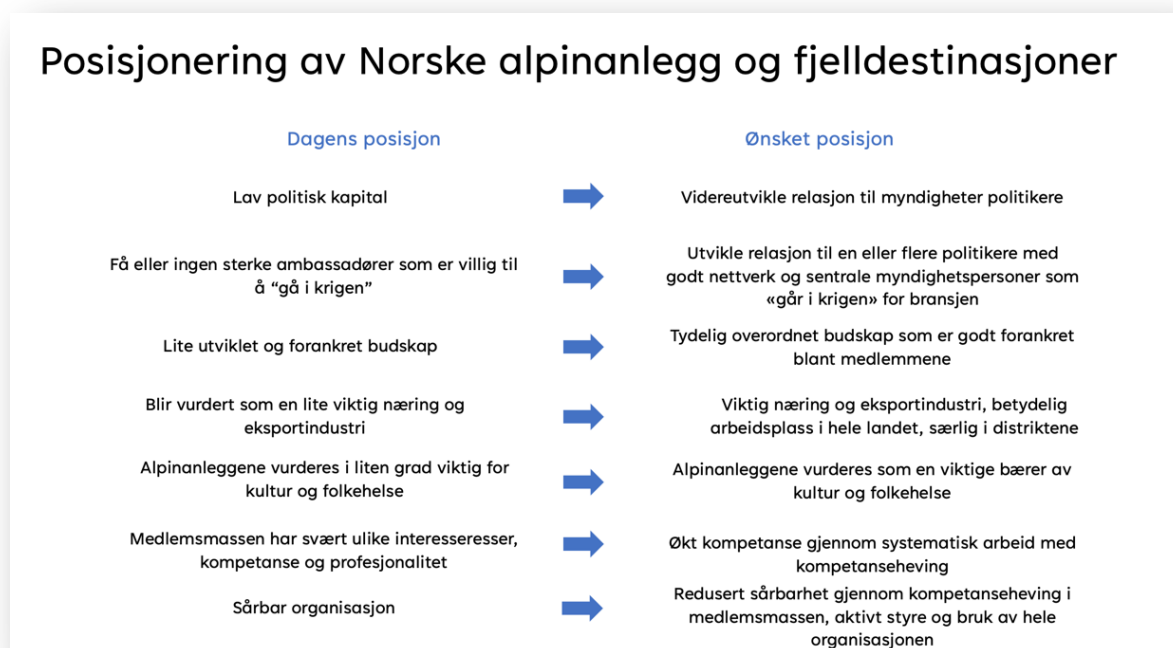 Posisjonering av Norske alpinanlegg og fjelldestinasjoner
Dagens posisjon
Ønsket posisjon
Lav politisk kapital
Videreutvikle relasjon til myndigheter politikere
Få eller ingen sterke ambassadører som er villig til
å “gå i krigen”
Utvikle relasjon til en eller flere politikere med
godt nettverk og sentrale myndighetspersoner som
«går i krigen» for bransjen
Lite utviklet og forankret budskap
Tydelig overordnet budskap som er godt forankret
blant medlemmene
Blir vurdert som en lite viktig næring og
eksportindustri
Viktig næring og eksportindustri, betydelig
arbeidsplass i hele landet, særlig i distriktene
Alpinanleggene vurderes i liten grad viktig for
kultur og folkehelse
Alpinanleggene vurderes som en viktige bærer av
kultur og folkehelse
Medlemsmassen har svært ulike interesseresser,
kompetanse og profesjonalitet
Økt kompetanse gjennom systematisk arbeid med
kompetanseheving
Sårbar organisasjon
Redusert sårbarhet gjennom kompetanseheving i
medlemsmassen, aktivt styre og bruk av hele
organisasjonen